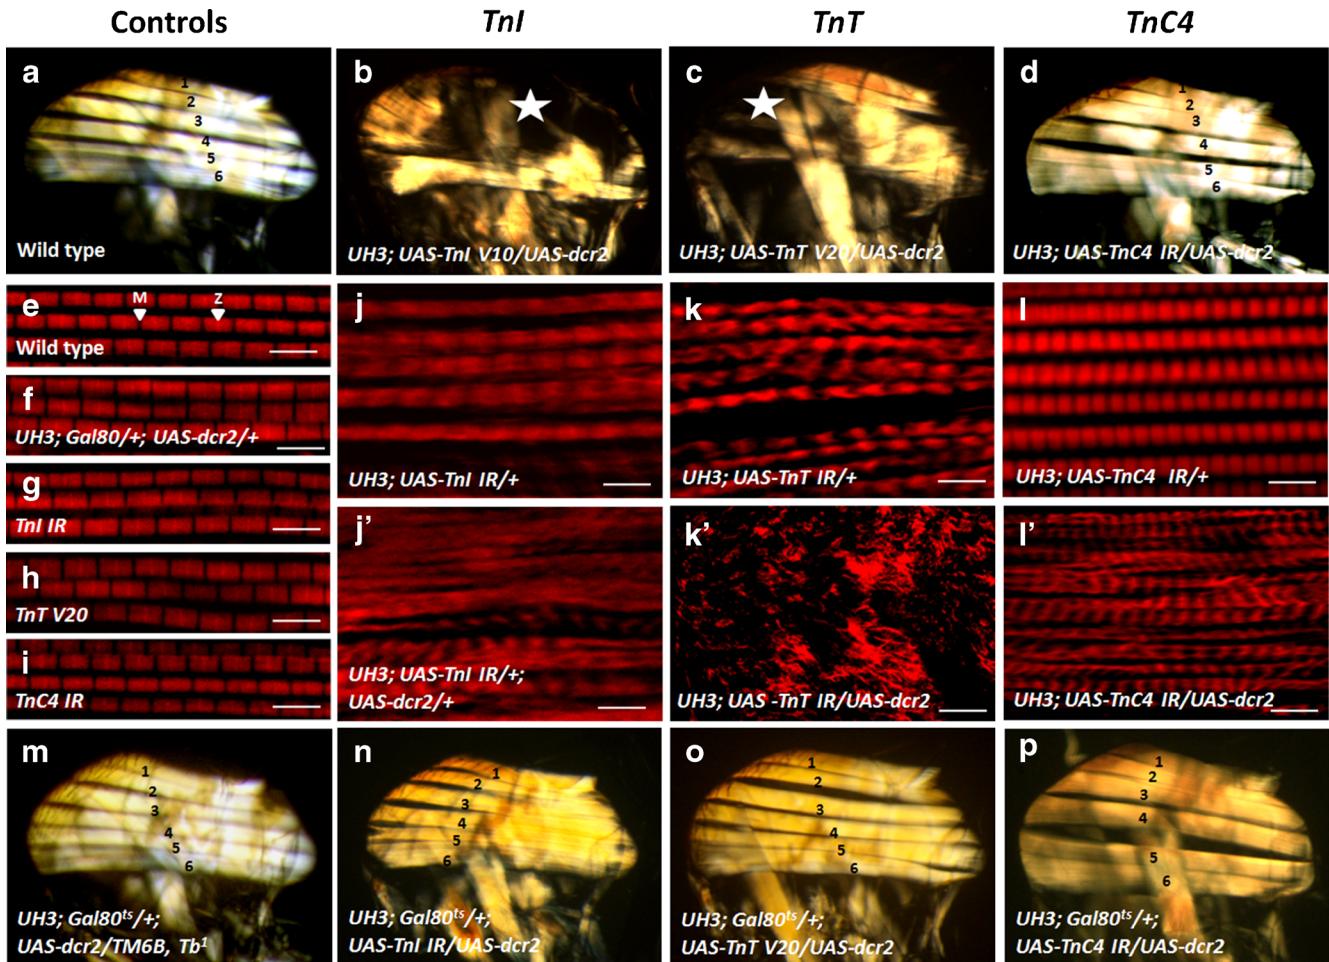 Controls
TnI
TnT
TnC4
a
1
2
3
4
5
6
Wild type
b
UH3; UAS-TnI V10/UAS-dcr2
c
UH3; UAS-TnT V20/UAS-dcr2
d
1
2
3
4
5
6
UH3; UAS-TnC4 IR/UAS-dcr2
e
M
Z
Wild type
f
UH3; Gal80/+; UAS-dcr2/+
g
TnI IR
h
TnT V20
i
TnC4 IR
j
UH3; UAS-TnI IR/+
k
UH3; UAS-TnT IR/+
l
UH3; UAS-TnC4 IR/+
j’
UH3; UAS-TnI IR/+;
UAS-dcr2/+
k’
UH3; UAS -TnT IR/UAS-dcr2
l’
UH3; UAS-TnC4 IR/UAS-dcr2
m
1
2
3
4
5
6
UH3; Gal80ts/+;
UAS-dcr2/TM6B, Tb1
n
1
2
3
4
5
6
UH3; Gal80ts/+;
UAS-TnI IR/UAS-dcr2
o
1
2
3
4
5
6
UH3; Gal80ts/+;
UAS-TnT V20/UAS-dcr2
p
1
2
3
4
5
6
UH3; Gal80ts/+;
UAS-TnC4 IR/UAS-dcr2